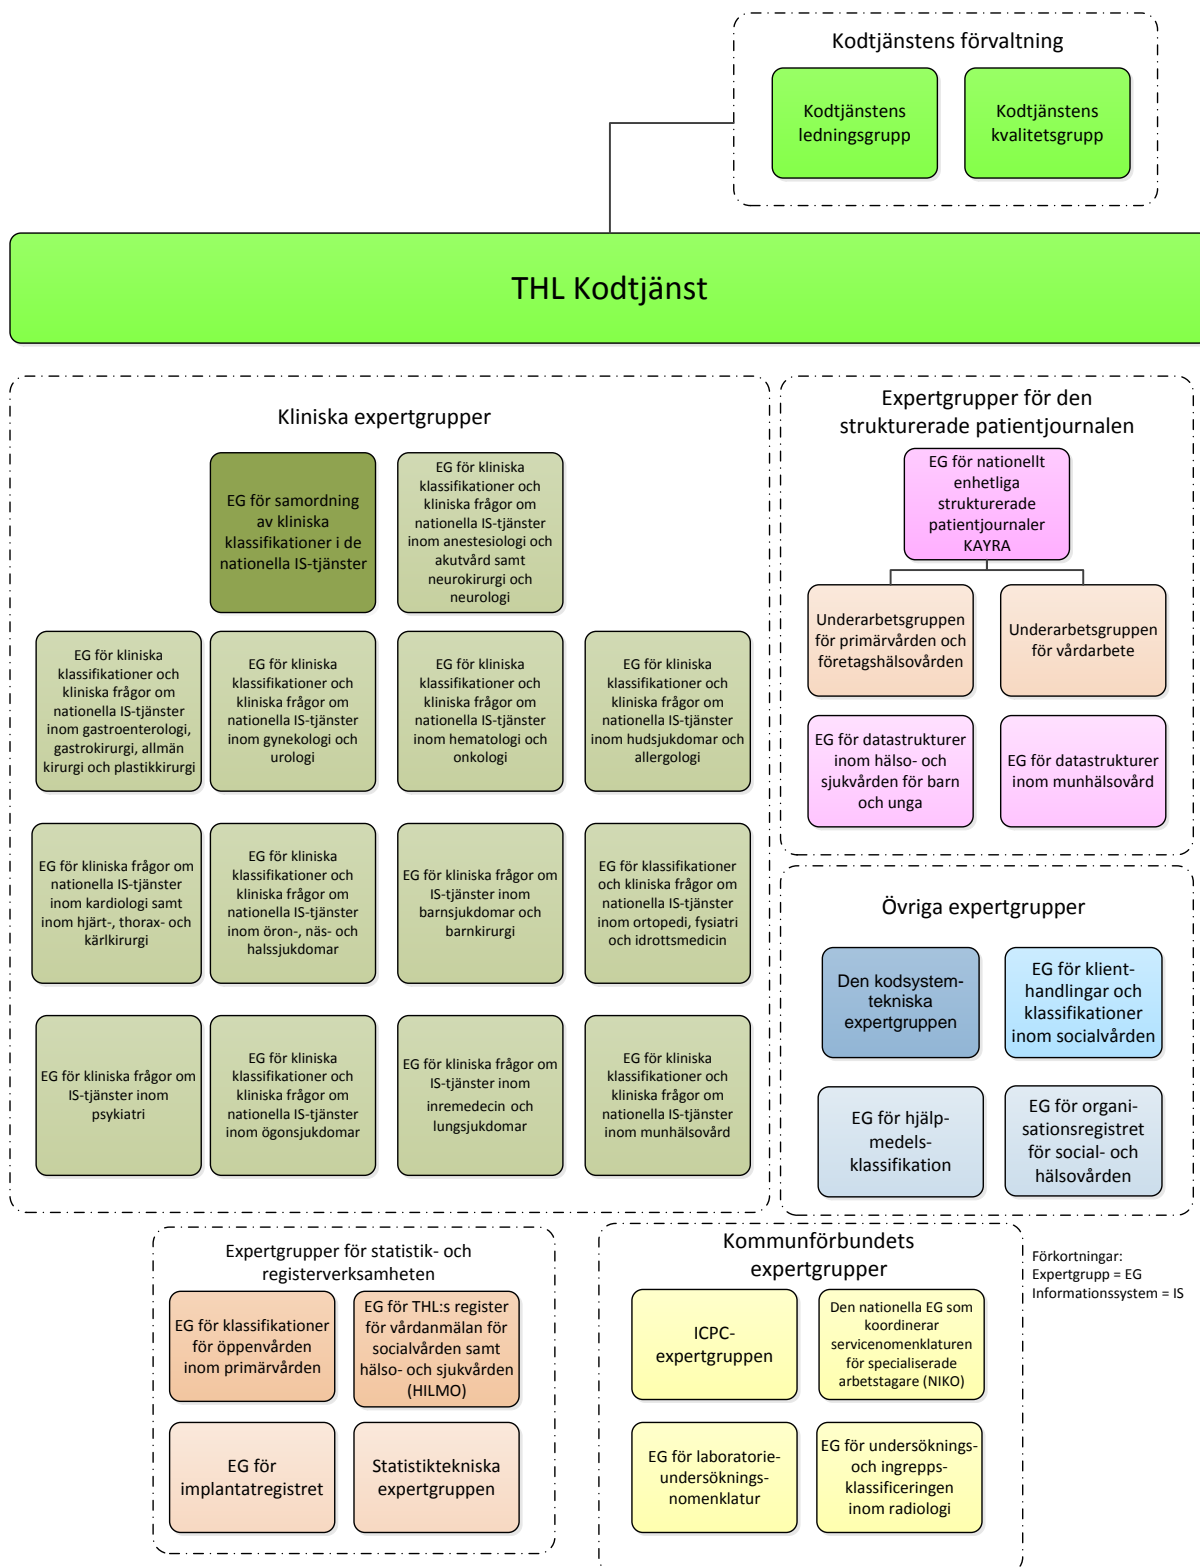 Kodtjänstens förvaltning
Kodtjänstens
ledningsgrupp
Kodtjänstens
kvalitetsgrupp
THL Kodtjänst
Kliniska expertgrupper
EG för samordning
av kliniska
klassifikationer i de
nationella IS-tjänster
EG för kliniska
klassifikationer och
kliniska frågor om
nationella IS-tjänster
inom anestesiologi och
akutvård samt
neurokirurgi och
neurologi
EG för kliniska
klassifikationer och
kliniska frågor om
nationella IS-tjänster
inom gastroenterologi,
gastrokirurgi, allmän
kirurgi och plastikkirurgi
EG för kliniska
klassifikationer och
kliniska frågor om
nationella IS-tjänster
inom gynekologi och
urologi
EG för kliniska
klassifikationer och
kliniska frågor om
nationella IS-tjänster
inom hematologi och
onkologi
EG för kliniska
klassifikationer och
kliniska frågor om
nationella IS-tjänster
inom hudsjukdomar och
allergologi
EG för kliniska frågor om
nationella IS-tjänster
inom kardiologi samt
inom hjärt-, thorax- och
kärlkirurgi
EG för kliniska
klassifikationer och
kliniska frågor om
nationella IS-tjänster
inom öron-, näs- och
halssjukdomar
EG för kliniska frågor om
IS-tjänster inom
barnsjukdomar och
barnkirurgi
EG för klassifikationer
och kliniska frågor om
nationella IS-tjänster
inom ortopedi, fysiatri
och idrottsmedicin
EG för kliniska frågor om
IS-tjänster inom
psykiatri
EG för kliniska
klassifikationer och
kliniska frågor om
nationella IS-tjänster
inom ögonsjukdomar
EG för kliniska frågor om
IS-tjänster inom
inremedecin och
lungsjukdomar
EG för kliniska
klassifikationer och
kliniska frågor om
nationella IS-tjänster
inom munhälsovård
Expertgrupper för den
strukturerade patientjournalen
EG för nationellt
enhetliga
strukturerade
patientjournaler
KAYRA
Underarbetsgruppen
för primärvården och
företagshälsovården
Underarbetsgruppen
för vårdarbete
EG för datastrukturer
inom hälso- och
sjukvården för barn
och unga
EG för datastrukturer
inom munhälsovård
Övriga expertgrupper
Den kodsystem-
tekniska
expertgruppen
EG för klient-
handlingar och
klassifikationer
inom socialvården
EG för hjälp-
medels-
klassifikation
EG för organi-
sationsregistret
för social- och
hälsovården
Expertgrupper för statistik- och
registerverksamheten
EG för klassifikationer
för öppenvården
inom primärvården
EG för THL:s register
för vårdanmälan för
socialvården samt
hälso- och sjukvården
(HILMO)
EG för
implantatregistret
Statistiktekniska
expertgruppen
Kommunförbundets
expertgrupper
ICPC-
expertgruppen
Den nationella EG som
koordinerar
servicenomenklaturen
för specialiserade
arbetstagare (NIKO)
EG för laboratorie-
undersöknings-
nomenklatur
EG för undersöknings-
och ingrepps-
klassificeringen
inom radiologi
Förkortningar:
Expertgrupp = EG
Informationssystem = IS